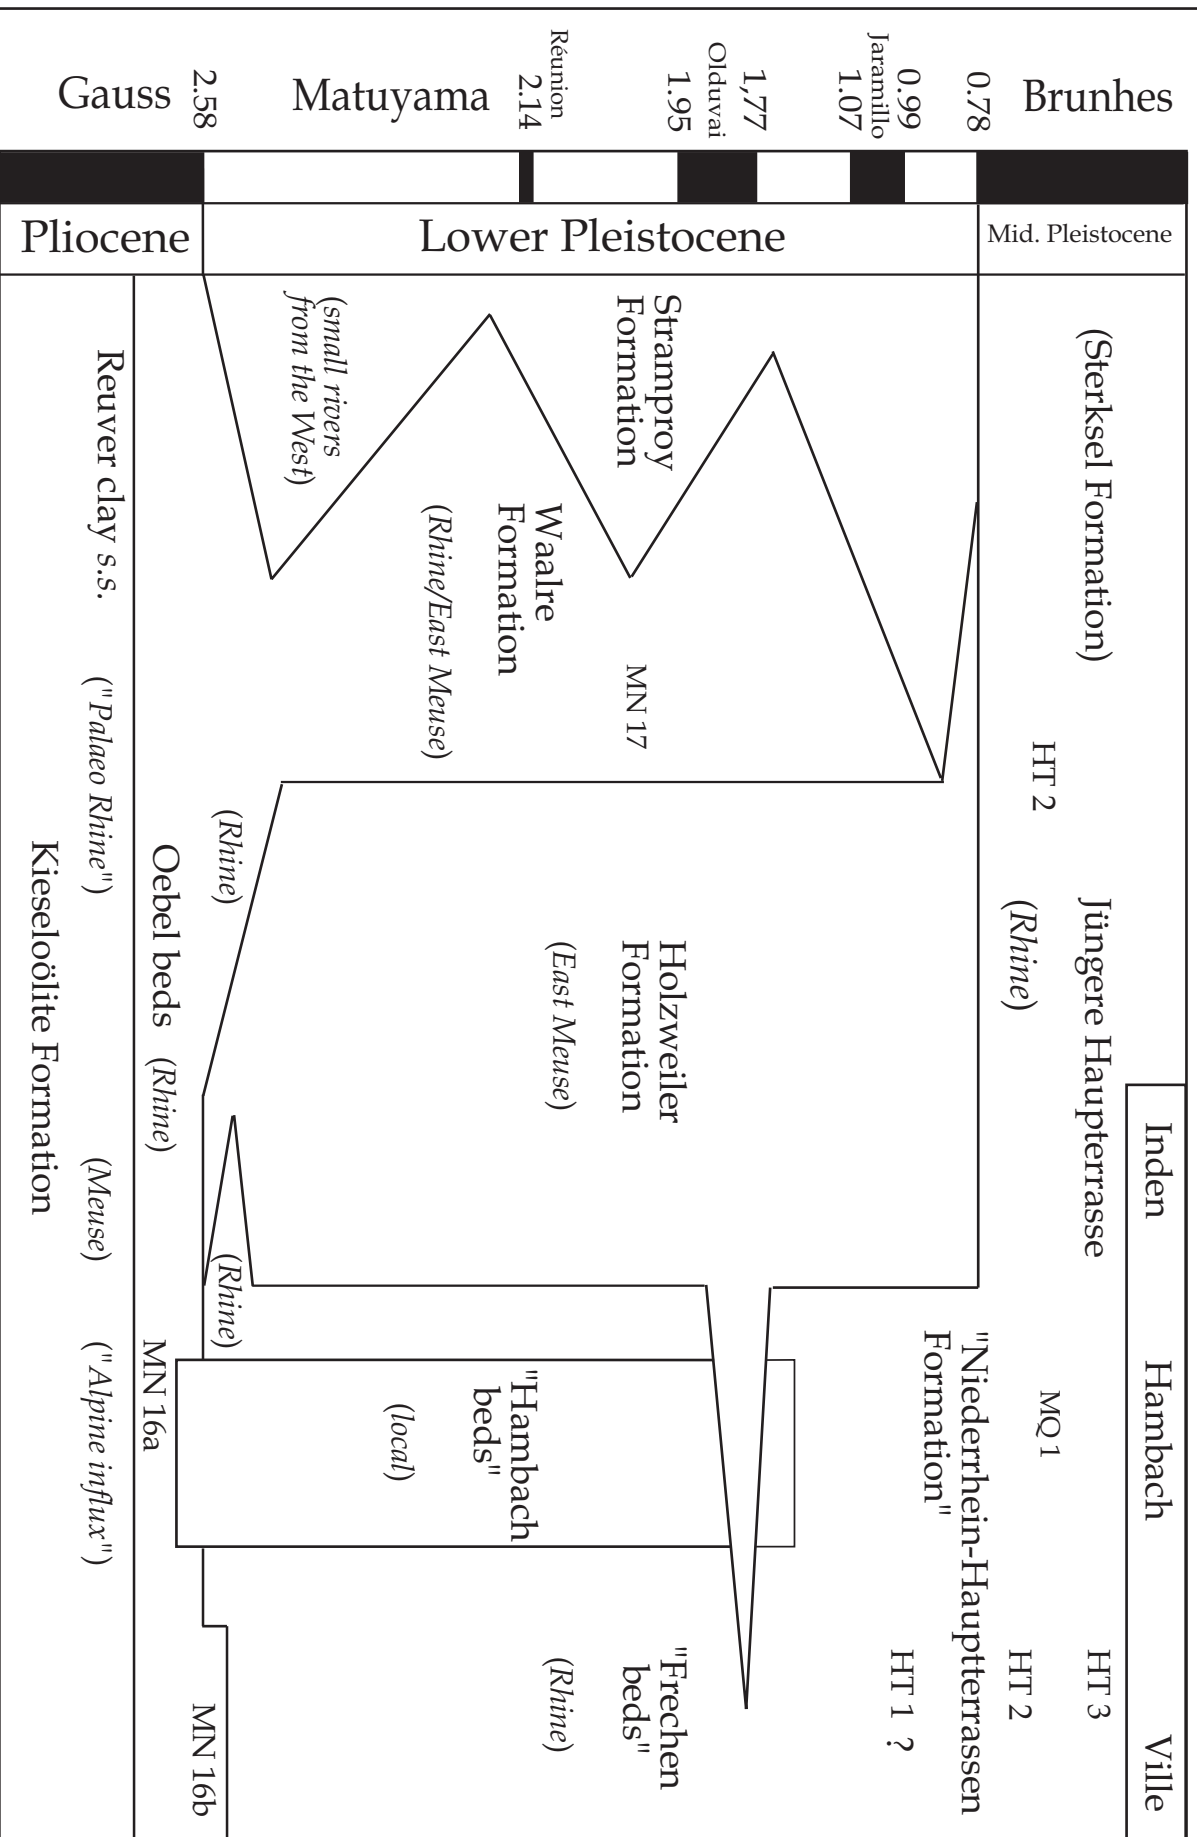 Brunhes
0.78
0.99
Jaramillo
1.07
1,77
Olduvai
1.95
Réunion
2.14
Matuyama
2.58
Gauss
Mid. Pleistocene
Lower Pleistocene
Pliocene
Inden
Hambach
Ville
(Sterksel Formation)
HT 2
Jüngere Haupterrasse
(Rhine)
MQ 1
HT 3
HT 2
HT 1 ?
"Niederrhein-Hauptterrassen
Formation"
Stramproy
Formation
(small rivers
from the West)
Waalre
Formation
(Rhine/East Meuse)
MN 17
Holzweiler
Formation
(East Meuse)
"Hambach
beds"
(local)
"Frechen
beds"
(Rhine)
(Rhine)
(Rhine)
Oebel beds
(Rhine)
MN 16a
MN 16b
Reuver clay s.s.
("Palaeo Rhine")
(Meuse)
("Alpine influx")
Kieseloölite Formation